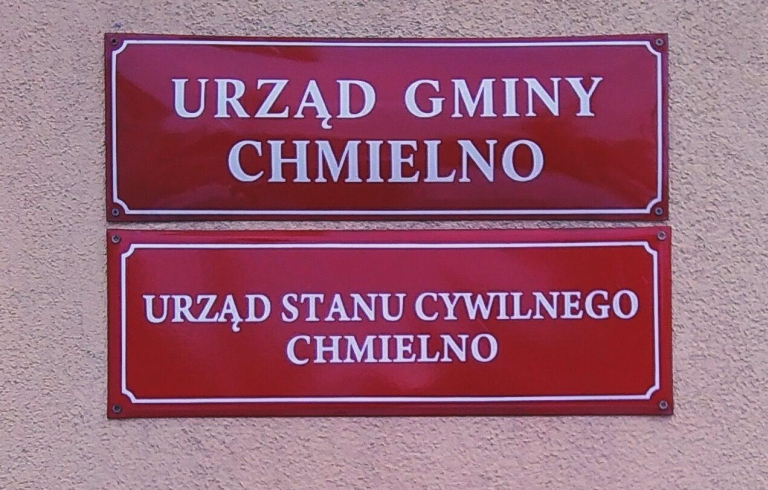 URZĄD GMINY
CHMIELNO
URZĄD STANU CYWILNEGO
CHMIELNO